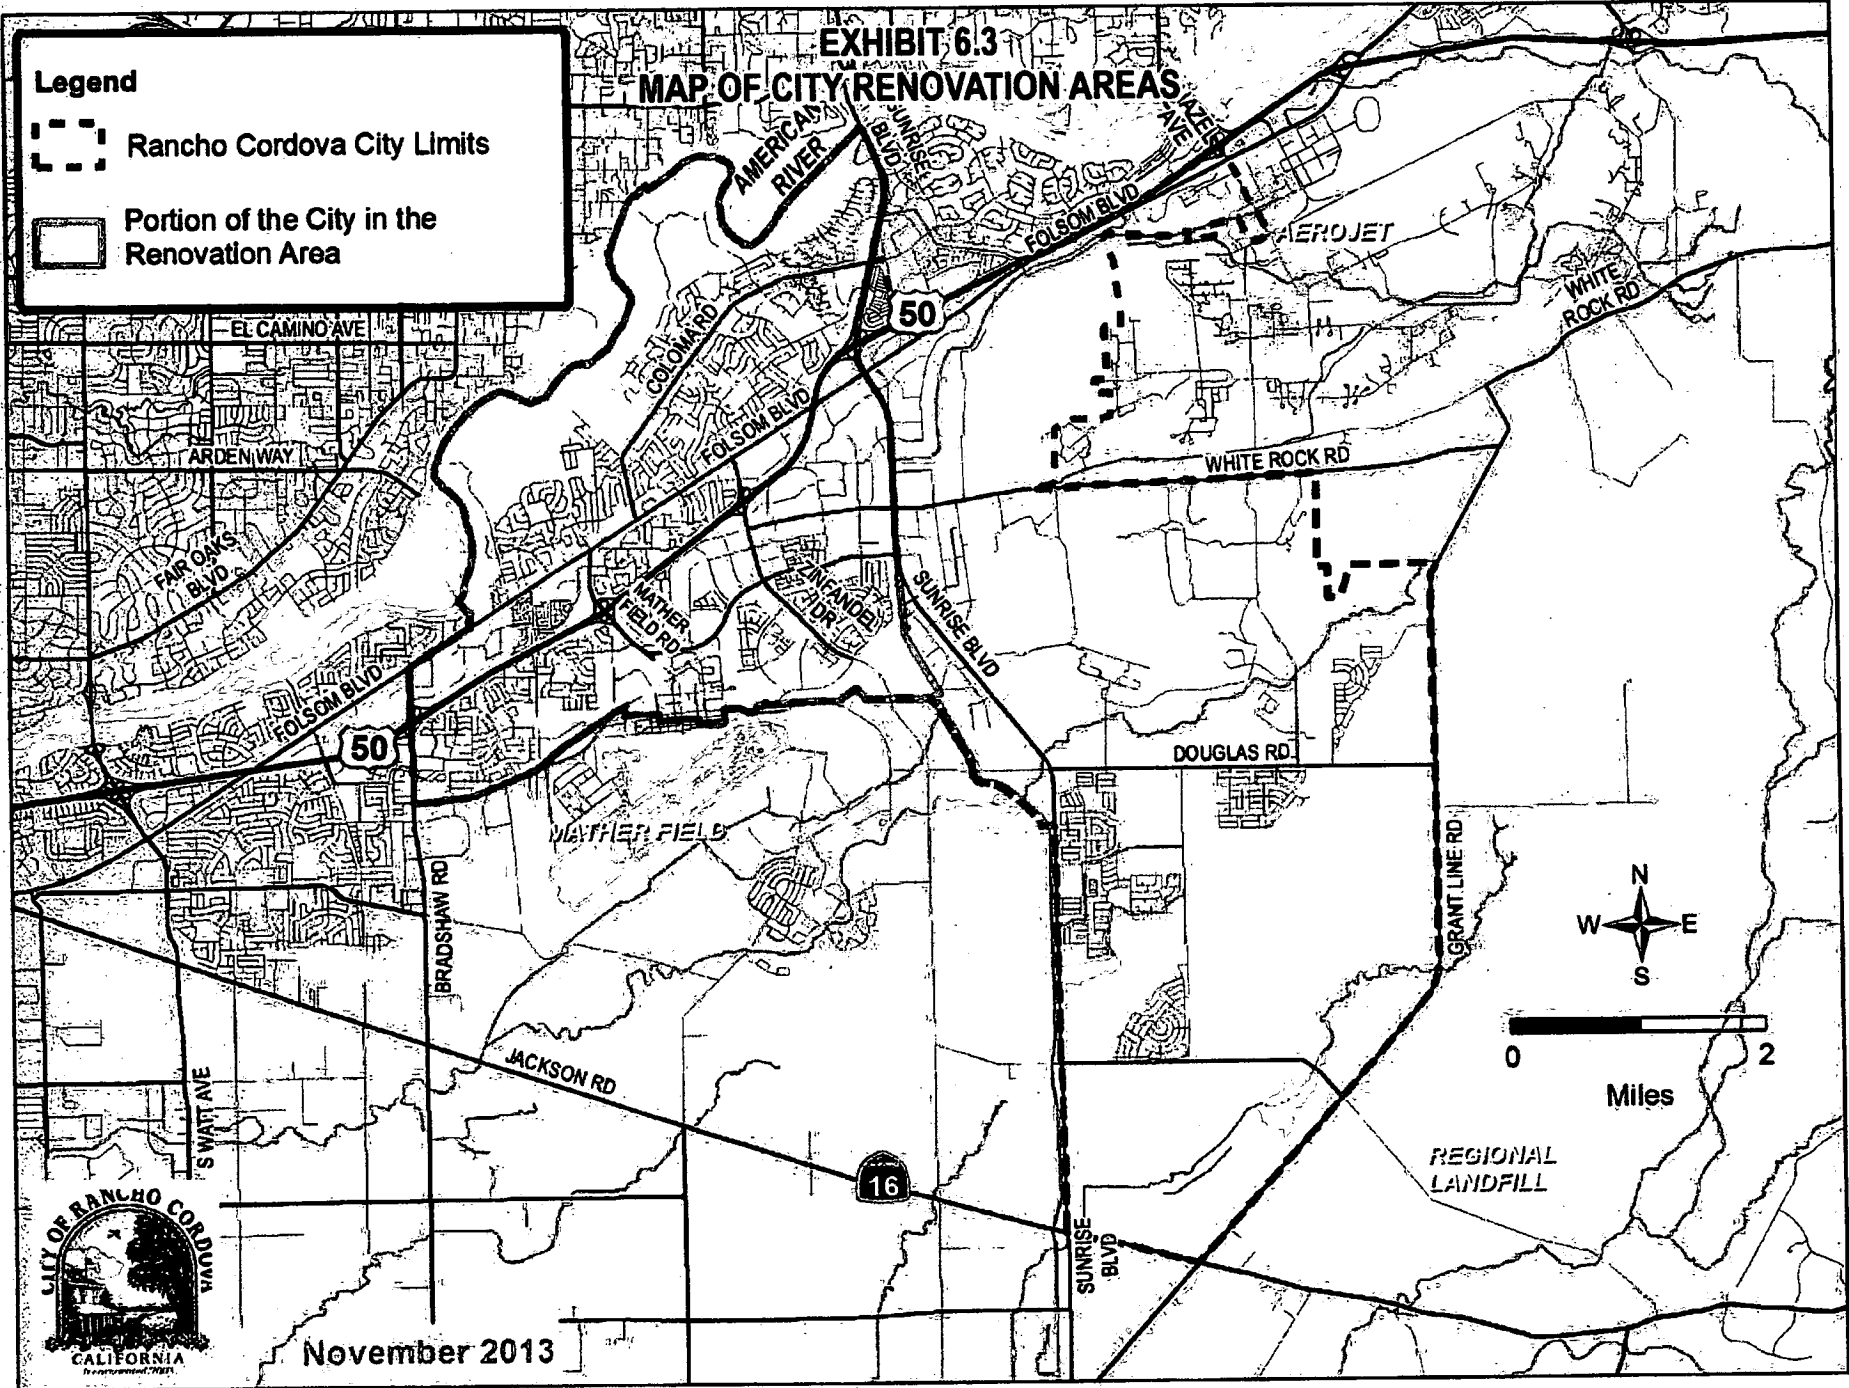 EXHIBIT 6.3
MAP OF CITY RENOVATION AREAS
Legend
Rancho Cordova City Limits
Portion of the City in the
Renovation Area
AMERICAN
RIVER
SUNRISE
BLVD
HAZEL
AVE
FOLSOM BLVD
AEROJET
WHITE
ROCK RD
50
EL CAMINO AVE
COLOMA RD
FOLSOM BLVD
ARDEN WAY
WHITE ROCK RD
FAIR OAKS
BLVD
MATHER
FIELD RD
ZINFANDEL
DR
SUNRISE BLVD
FOLSOM BLVD
50
DOUGLAS RD
MATHER FIELD
BRADSHAW RD
GRANT LINE RD
N
W E
S
0 2
Miles
JACKSON RD
S WATT AVE
16
REGIONAL
LANDFILL
SUNRISE
BLVD
CITY OF RANCHO CORDOVA
CALIFORNIA
November 2013